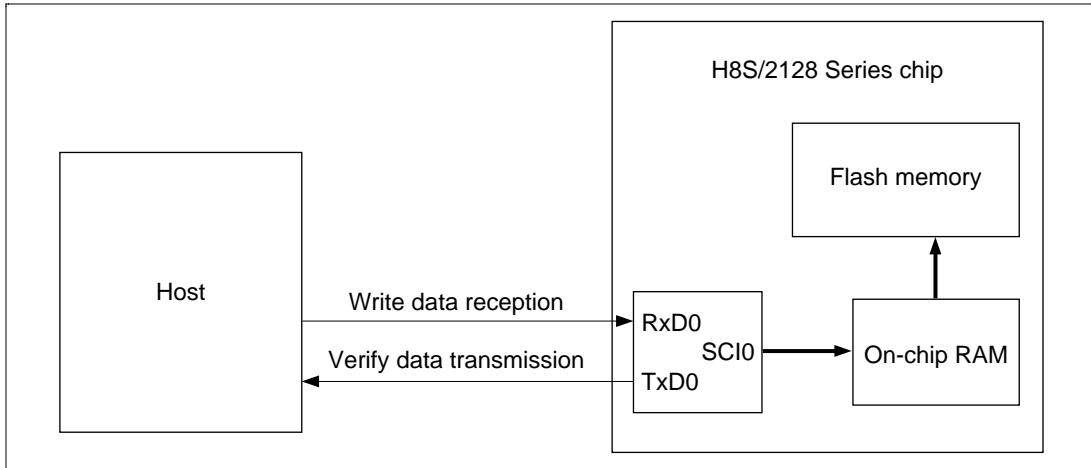 H8S/2128 Series chip
Flash memory
Host
Write data reception
RxD0
SCI0
On-chip RAM
Verify data transmission
TxD0